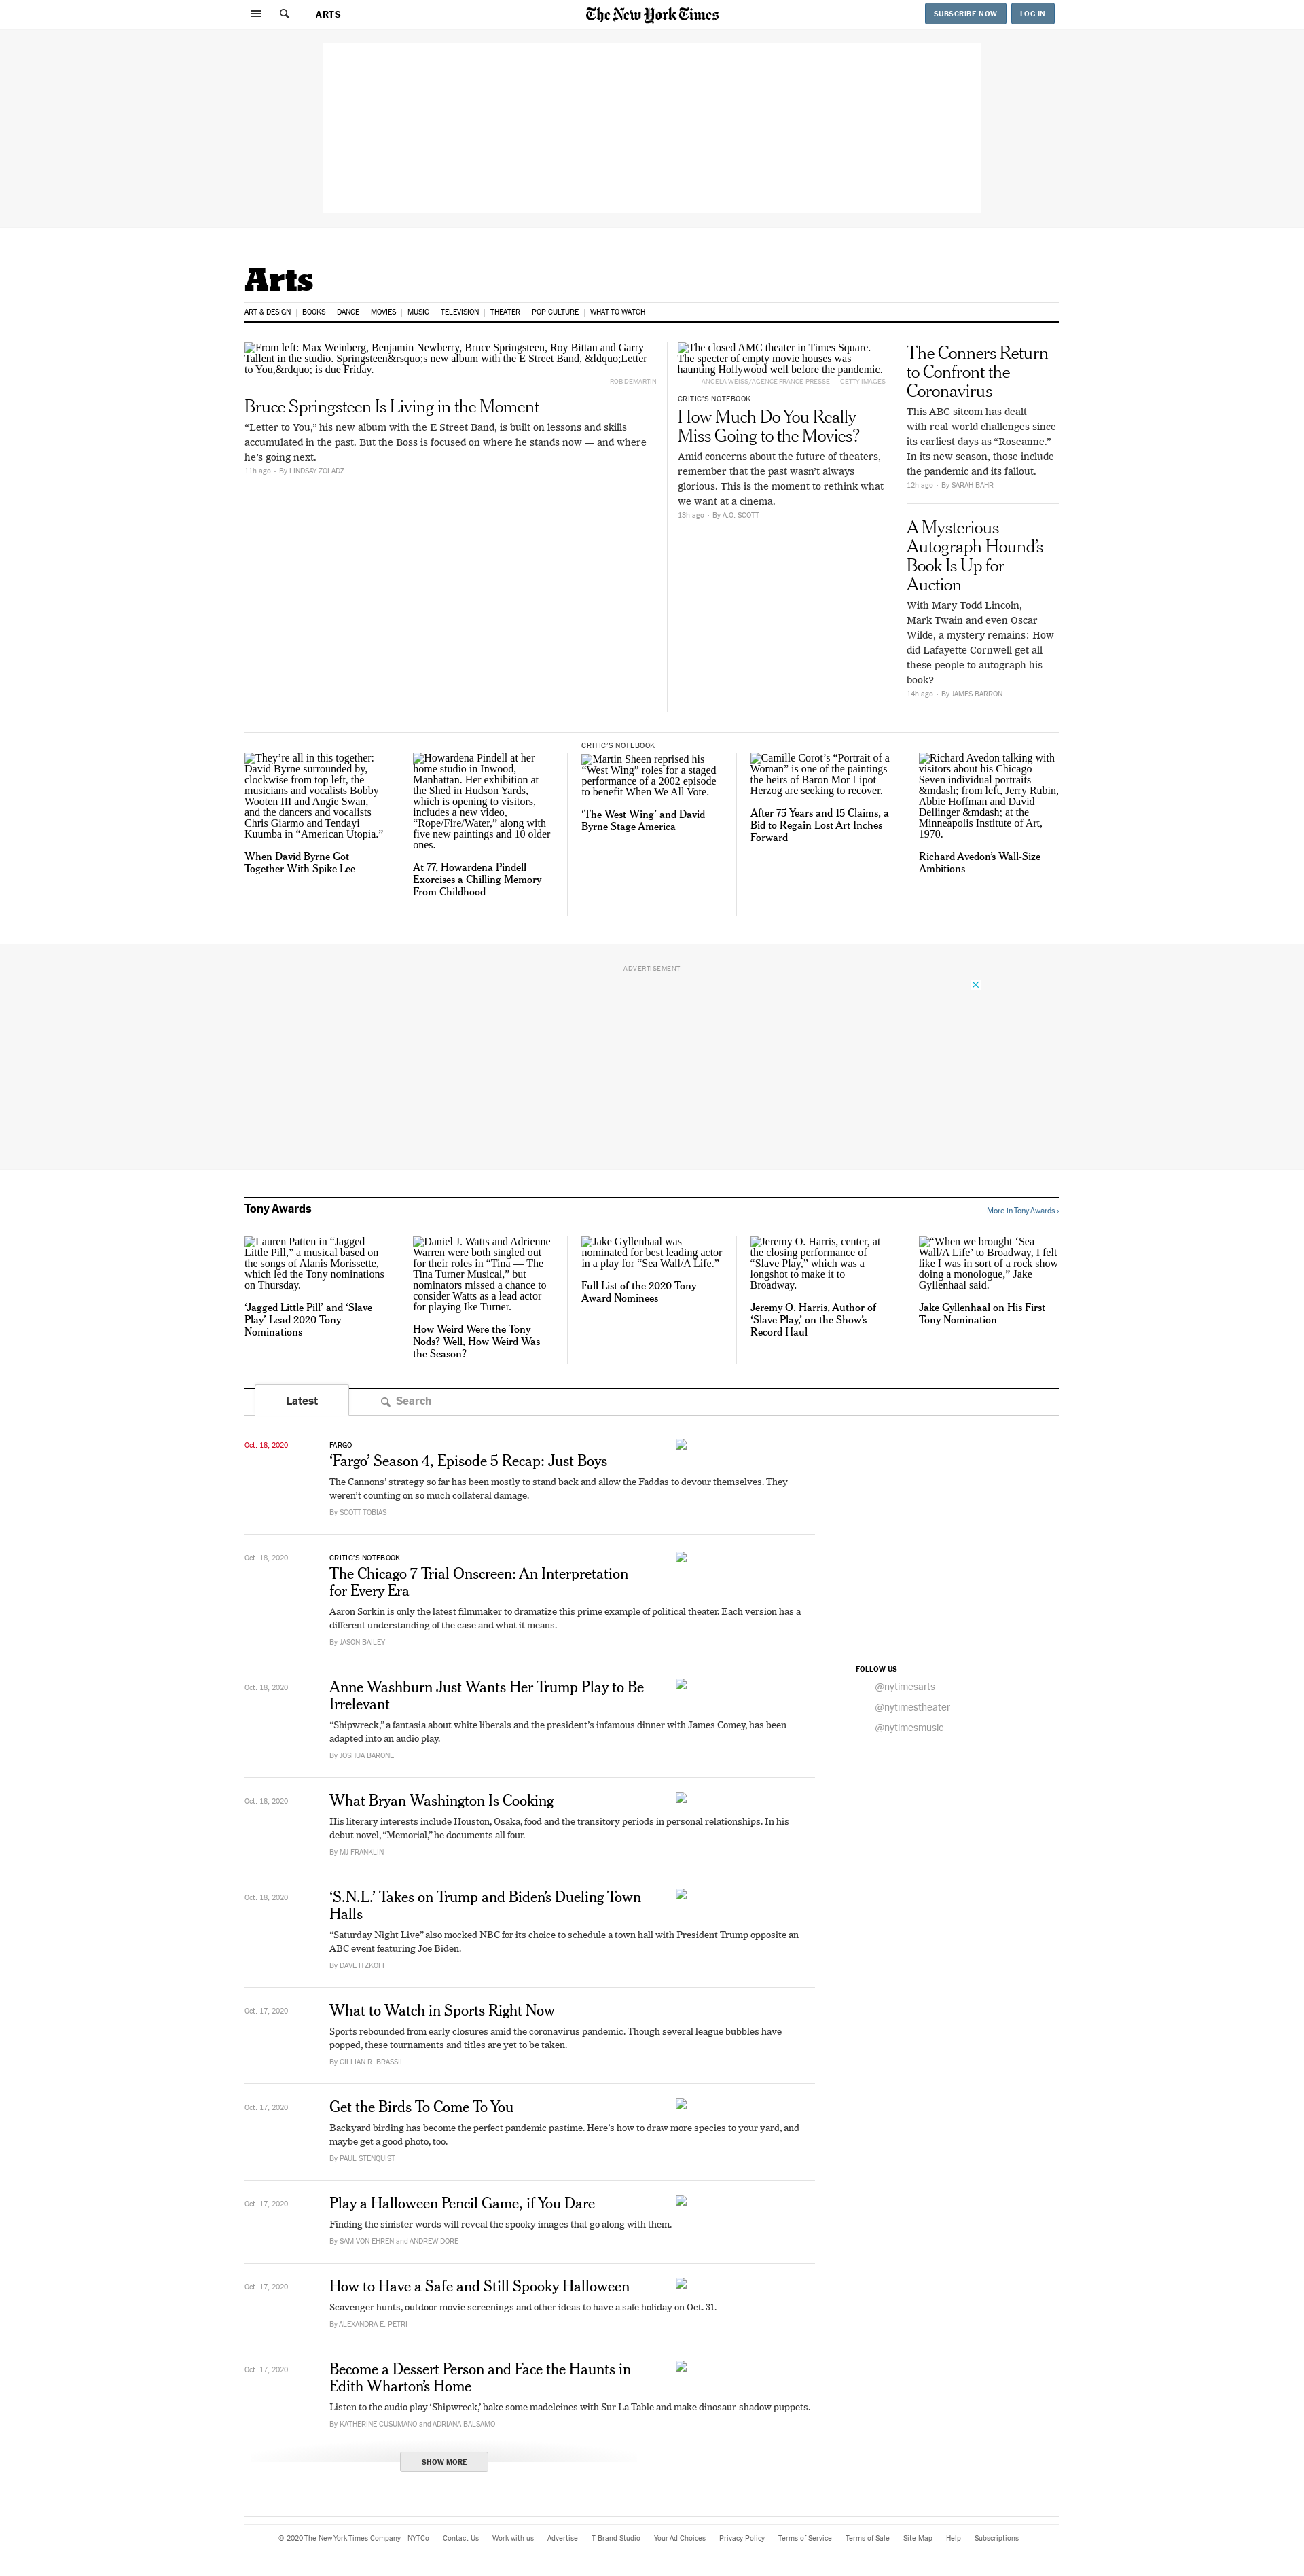 ARTS
The New York Times
SUBSCRIBE NOW
LOG IN
Arts
ART & DESIGN
BOOKS
DANCE
MOVIES
MUSIC
TELEVISION
THEATER
POP CULTURE
WHAT TO WATCH
From left: Max Weinberg, Benjamin Newberry, Bruce Springsteen, Roy Bittan and Garry
Tallent in the studio. Springsteen&rsquo;s new album with the E Street Band, &ldquo;Letter
to You,&rdquo; is due Friday.
ROB DEMARTIN
Bruce Springsteen Is Living in the Moment
“Letter to You,” his new album with the E Street Band, is built on lessons and skills
accumulated in the past. But the Boss is focused on where he stands now — and where
he’s going next.
11h ago - By LINDSAY ZOLADZ
The closed AMC theater in Times Square.
The specter of empty movie houses was
haunting Hollywood well before the pandemic.
ANGELA WEISS/AGENCE FRANCE-PRESSE — GETTY IMAGES
CRITIC’S NOTEBOOK
How Much Do You Really
Miss Going to the Movies?
Amid concerns about the future of theaters,
remember that the past wasn’t always
glorious. This is the moment to rethink what
we want at a cinema.
13h ago - By A.O. SCOTT
The Conners Return
to Confront the
Coronavirus
This ABC sitcom has dealt
with real-world challenges since
its earliest days as “Roseanne.”
In its new season, those include
the pandemic and its fallout.
12h ago - By SARAH BAHR
A Mysterious
Autograph Hound’s
Book Is Up for
Auction
With Mary Todd Lincoln,
Mark Twain and even Oscar
Wilde, a mystery remains: How
did Lafayette Cornwell get all
these people to autograph his
book?
14h ago - By JAMES BARRON
They’re all in this together:
David Byrne surrounded by,
clockwise from top left, the
musicians and vocalists Bobby
Wooten III and Angie Swan,
and the dancers and vocalists
Chris Giarmo and Tendayi
Kuumba in “American Utopia.”
When David Byrne Got
Together With Spike Lee
Howardena Pindell at her
home studio in Inwood,
Manhattan. Her exhibition at
the Shed in Hudson Yards,
which is opening to visitors,
includes a new video,
“Rope/Fire/Water,” along with
five new paintings and 10 older
ones.
At 77, Howardena Pindell
Exorcises a Chilling Memory
From Childhood
CRITIC’S NOTEBOOK
Martin Sheen reprised his
“West Wing” roles for a staged
performance of a 2002 episode
to benefit When We All Vote.
‘The West Wing’ and David
Byrne Stage America
Camille Corot’s “Portrait of a
Woman” is one of the paintings
the heirs of Baron Mor Lipot
Herzog are seeking to recover.
After 75 Years and 15 Claims, a
Bid to Regain Lost Art Inches
Forward
Richard Avedon talking with
visitors about his Chicago
Seven individual portraits
&mdash; from left, Jerry Rubin,
Abbie Hoffman and David
Dellinger &mdash; at the
Minneapolis Institute of Art,
1970.
Richard Avedon’s Wall-Size
Ambitions
ADVERTISEMENT
Tony Awards
More in Tony Awards ›
Lauren Patten in “Jagged
Little Pill,” a musical based on
the songs of Alanis Morissette,
which led the Tony nominations
on Thursday.
‘Jagged Little Pill’ and ‘Slave
Play’ Lead 2020 Tony
Nominations
Daniel J. Watts and Adrienne
Warren were both singled out
for their roles in “Tina — The
Tina Turner Musical,” but
nominators missed a chance to
consider Watts as a lead actor
for playing Ike Turner.
How Weird Were the Tony
Nods? Well, How Weird Was
the Season?
Jake Gyllenhaal was
nominated for best leading actor
in a play for “Sea Wall/A Life.”
Full List of the 2020 Tony
Award Nominees
Jeremy O. Harris, center, at
the closing performance of
“Slave Play,” which was a
longshot to make it to
Broadway.
Jeremy O. Harris, Author of
‘Slave Play,’ on the Show’s
Record Haul
“When we brought ‘Sea
Wall/A Life’ to Broadway, I felt
like I was in sort of a rock show
doing a monologue,” Jake
Gyllenhaal said.
Jake Gyllenhaal on His First
Tony Nomination
Latest
Search
Oct. 18, 2020
FARGO
‘Fargo’ Season 4, Episode 5 Recap: Just Boys
The Cannons’ strategy so far has been mostly to stand back and allow the Faddas to devour themselves. They
weren’t counting on so much collateral damage.
By SCOTT TOBIAS
Oct. 18, 2020
CRITIC’S NOTEBOOK
The Chicago 7 Trial Onscreen: An Interpretation
for Every Era
Aaron Sorkin is only the latest filmmaker to dramatize this prime example of political theater. Each version has a
different understanding of the case and what it means.
By JASON BAILEY
Oct. 18, 2020
Anne Washburn Just Wants Her Trump Play to Be
Irrelevant
“Shipwreck,” a fantasia about white liberals and the president’s infamous dinner with James Comey, has been
adapted into an audio play.
By JOSHUA BARONE
Oct. 18, 2020
What Bryan Washington Is Cooking
His literary interests include Houston, Osaka, food and the transitory periods in personal relationships. In his
debut novel, “Memorial,” he documents all four.
By MJ FRANKLIN
Oct. 18, 2020
‘S.N.L.’ Takes on Trump and Biden’s Dueling Town
Halls
“Saturday Night Live” also mocked NBC for its choice to schedule a town hall with President Trump opposite an
ABC event featuring Joe Biden.
By DAVE ITZKOFF
Oct. 17, 2020
What to Watch in Sports Right Now
Sports rebounded from early closures amid the coronavirus pandemic. Though several league bubbles have
popped, these tournaments and titles are yet to be taken.
By GILLIAN R. BRASSIL
Oct. 17, 2020
Get the Birds To Come To You
Backyard birding has become the perfect pandemic pastime. Here’s how to draw more species to your yard, and
maybe get a good photo, too.
By PAUL STENQUIST
Oct. 17, 2020
Play a Halloween Pencil Game, if You Dare
Finding the sinister words will reveal the spooky images that go along with them.
By SAM VON EHREN and ANDREW DORE
Oct. 17, 2020
How to Have a Safe and Still Spooky Halloween
Scavenger hunts, outdoor movie screenings and other ideas to have a safe holiday on Oct. 31.
By ALEXANDRA E. PETRI
Oct. 17, 2020
Become a Dessert Person and Face the Haunts in
Edith Wharton’s Home
Listen to the audio play ‘Shipwreck,’ bake some madeleines with Sur La Table and make dinosaur-shadow puppets.
By KATHERINE CUSUMANO and ADRIANA BALSAMO
SHOW MORE
FOLLOW US
@nytimesarts
@nytimestheater
@nytimesmusic
© 2020 The New York Times Company
NYTCo
Contact Us
Work with us
Advertise
T Brand Studio
Your Ad Choices
Privacy Policy
Terms of Service
Terms of Sale
Site Map
Help
Subscriptions